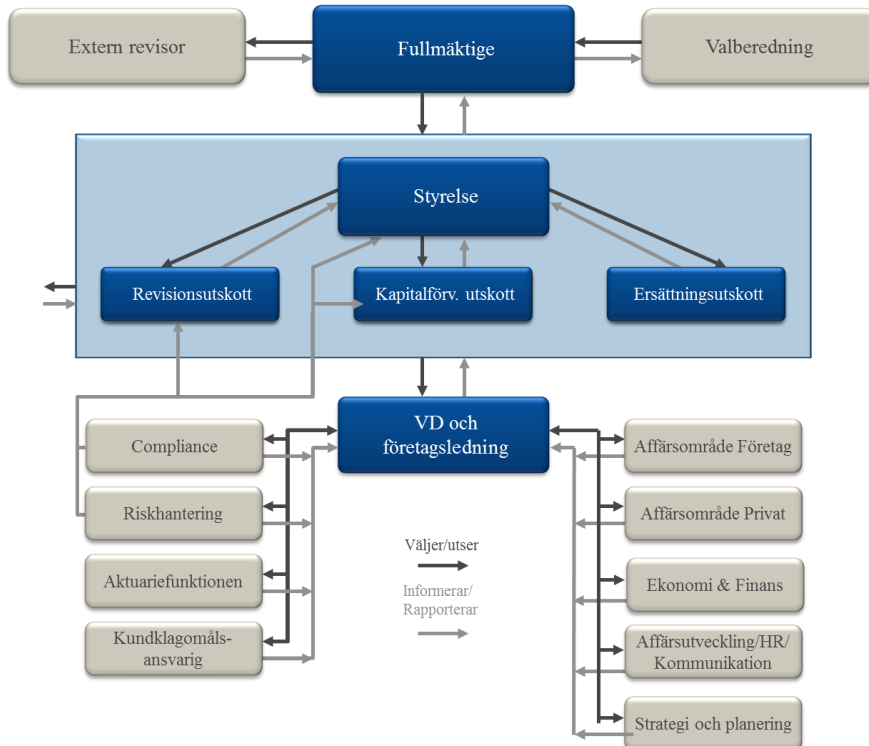 Extern revisor
Fullmäktige
Valberedning
Styrelse
Revisionsutskott
Kapitalförv. utskott
Ersättningsutskott
VD och
företagsledning
Compliance
Riskhantering
Aktuariefunktionen
Kundklagomåls-
ansvarig
Väljer/utser
Informerar/
Rapporterar
Affärsområde Företag
Affärsområde Privat
Ekonomi & Finans
Affärsutveckling/HR/
Kommunikation
Strategi och planering